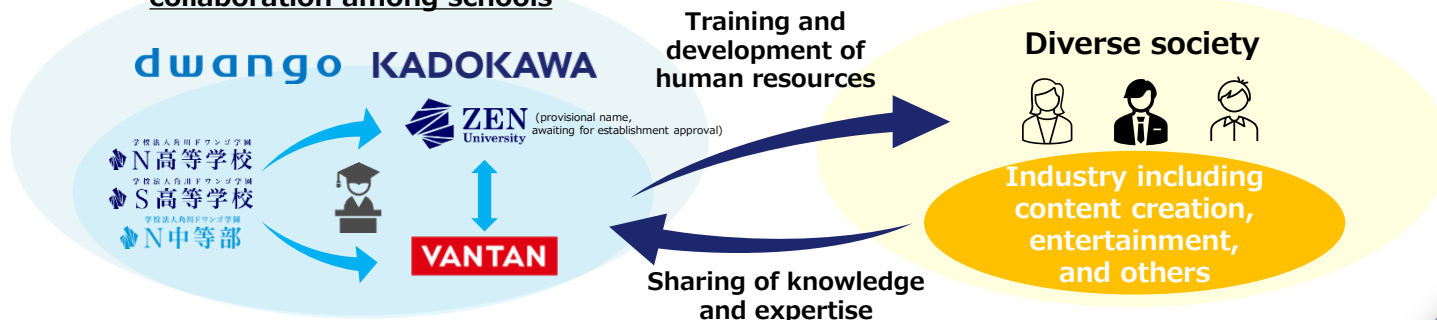 collaboration among schools
dwango KADOKAWA
学校法人角川ドワンゴ学園
N高等学校
学校法人角川ドワンゴ学園
S高等学校
学校法人角川ドワンゴ学園
N中等部
ZEN
University
(provisional name,
awaiting for establishment approval)
VANTAN
Training and
development of
human resources
Sharing of knowledge
and expertise
Diverse society
Industry including
content creation,
entertainment,
and others